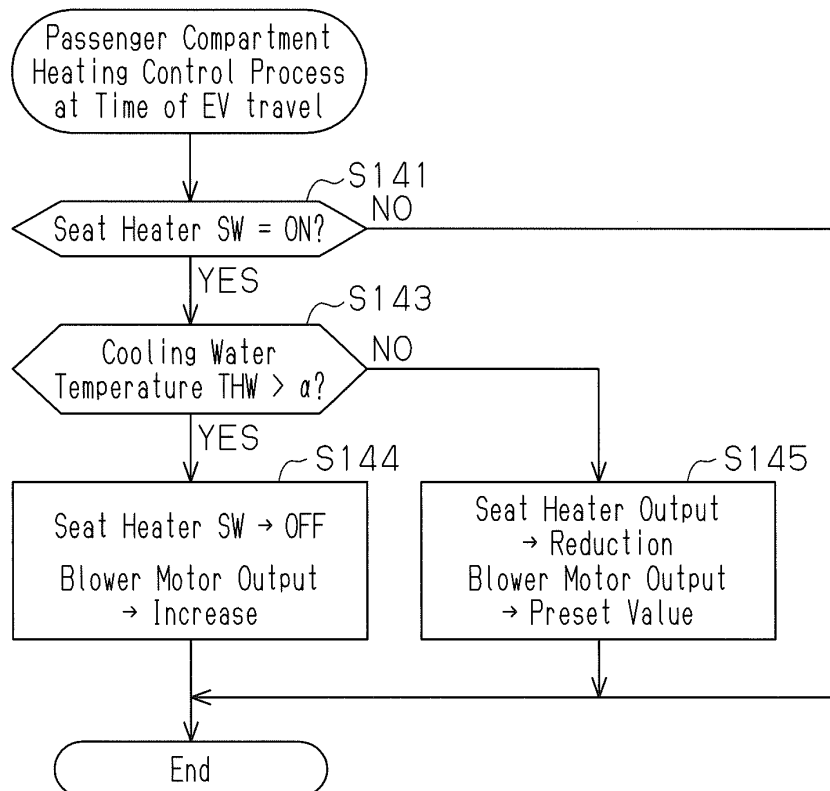 Passenger Compartment
Heating Control Process
at Time of EV travel
S141
Seat Heater SW = ON?
NO
YES
S143
Cooling Water
Temperature THW > α?
NO
YES
S144
Seat Heater SW → OFF
Blower Motor Output
→ Increase
S145
Seat Heater Output
→ Reduction
Blower Motor Output
→ Preset Value
End